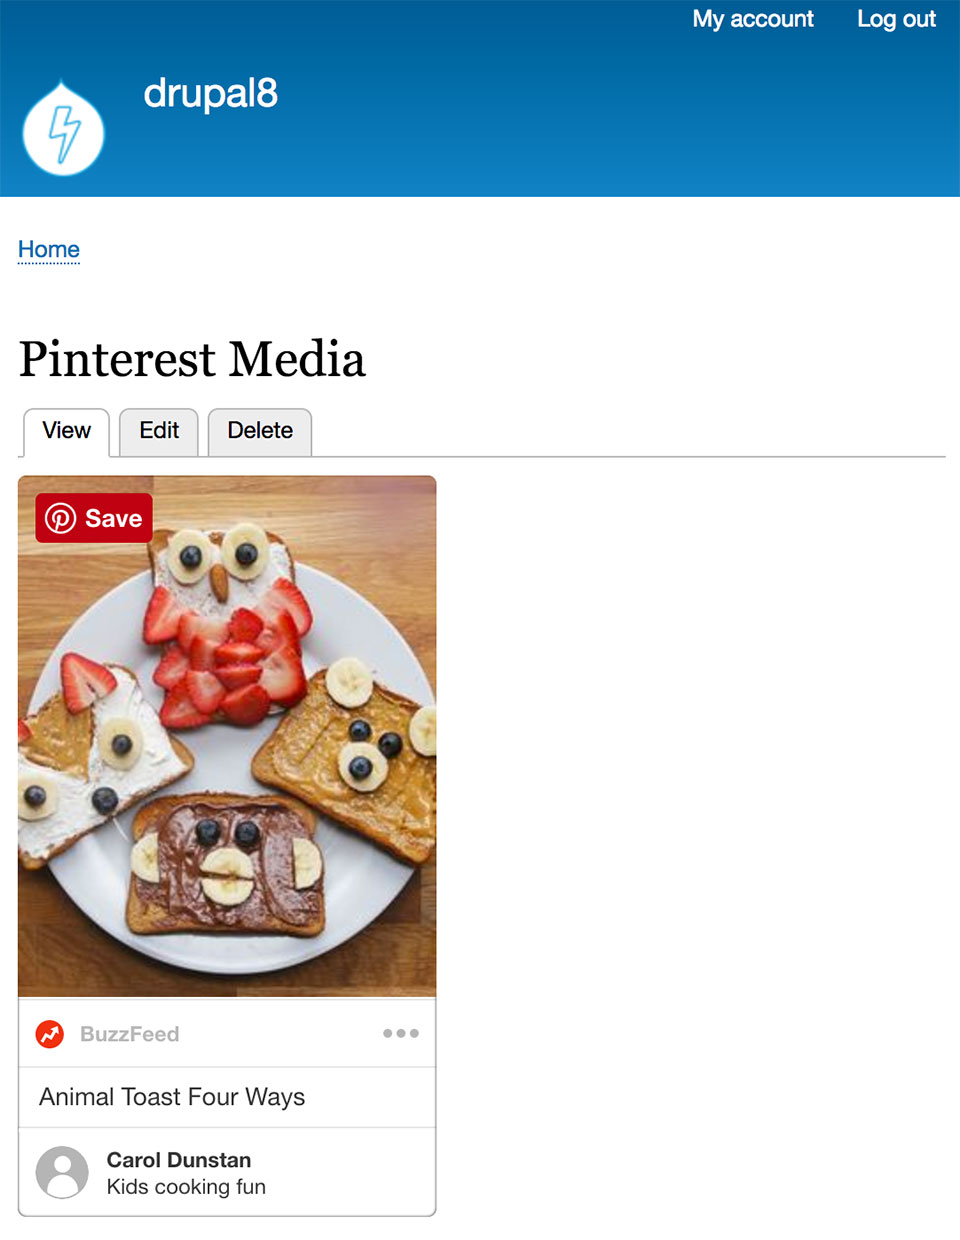 My account Log out
drupal8
Home
Pinterest Media
View Edit Delete
Save
BuzzFeed
Animal Toast Four Ways
Carol Dunstan
Kids cooking fun